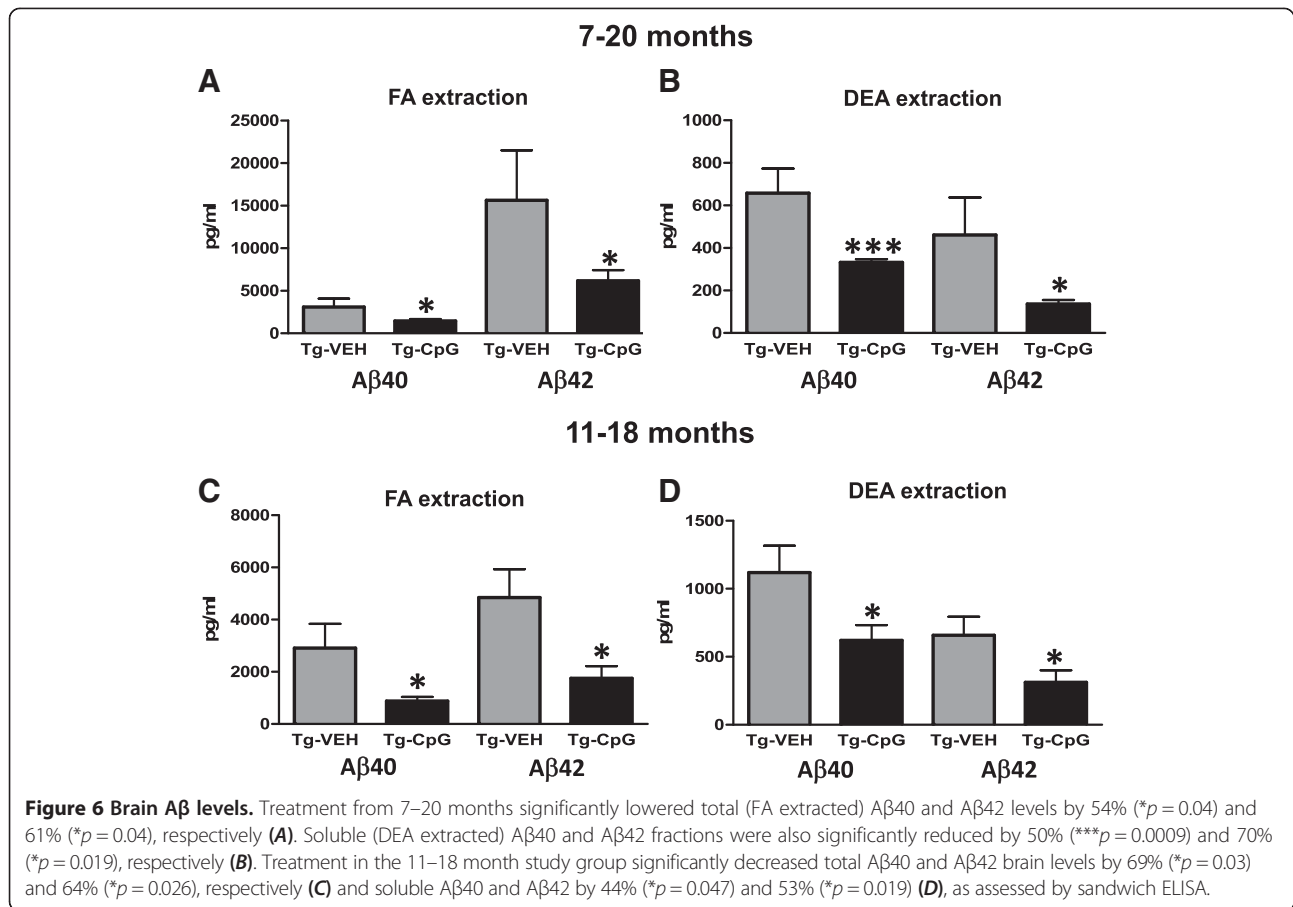 7-20 months
A
FA extraction
25000
20000
15000
10000
5000
0
pg/ml
*
*
Tg-VEH Tg-CpG Tg-VEH Tg-CpG
Aβ40 Aβ42
B
DEA extraction
1000
800
600
400
200
0
pg/ml
***
*
Tg-VEH Tg-CpG Tg-VEH Tg-CpG
Aβ40 Aβ42
11-18 months
C
FA extraction
8000
6000
4000
2000
0
pg/ml
*
*
Tg-VEH Tg-CpG Tg-VEH Tg-CpG
Aβ40 Aβ42
D
DEA extraction
1500
1000
500
0
pg/ml
*
*
Tg-VEH Tg-CpG Tg-VEH Tg-CpG
Aβ40 Aβ42
Figure 6 Brain Aβ levels. Treatment from 7–20 months significantly lowered total (FA extracted) Aβ40 and Aβ42 levels by 54% (*p = 0.04) and
61% (*p = 0.04), respectively (A). Soluble (DEA extracted) Aβ40 and Aβ42 fractions were also significantly reduced by 50% (***p = 0.0009) and 70%
(*p = 0.019), respectively (B). Treatment in the 11–18 month study group significantly decreased total Aβ40 and Aβ42 brain levels by 69% (*p = 0.03)
and 64% (*p = 0.026), respectively (C) and soluble Aβ40 and Aβ42 by 44% (*p = 0.047) and 53% (*p = 0.019) (D), as assessed by sandwich ELISA.